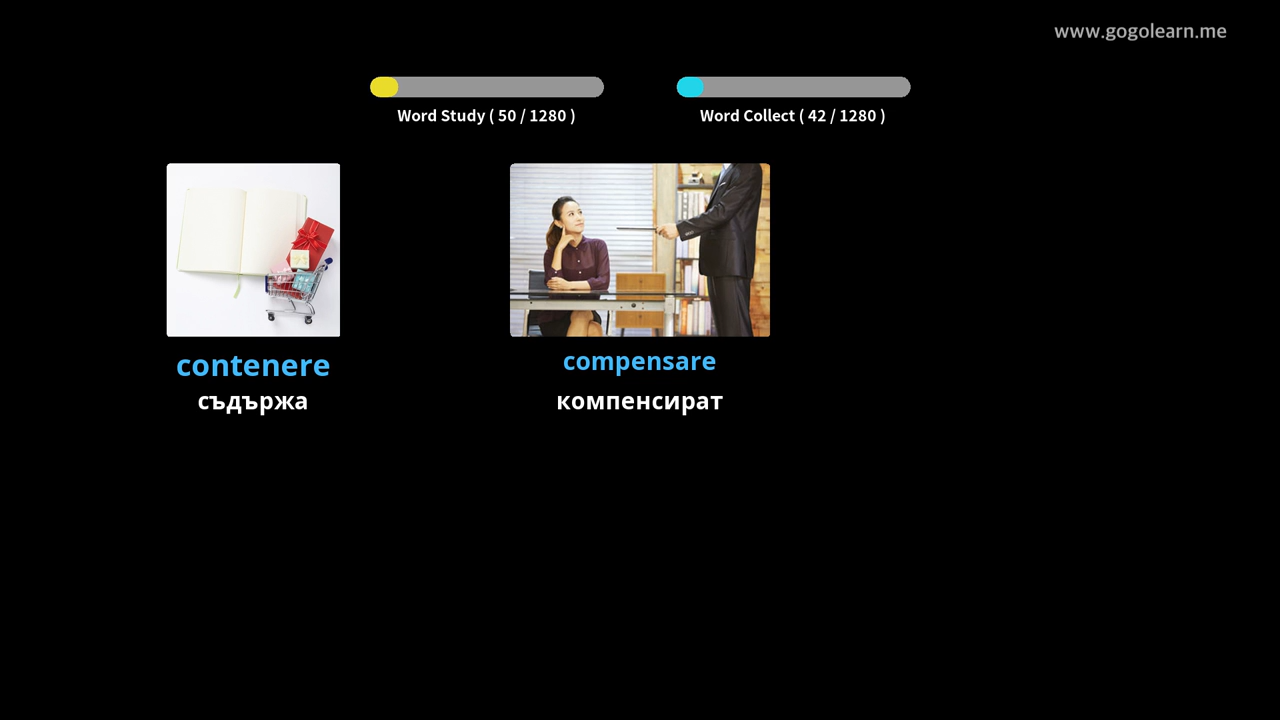 www.gogolearn.me
Word Study ( 50 / 1280 )
Word Collect ( 42 / 1280 )
contenere
съдържа
compensare
компенсират